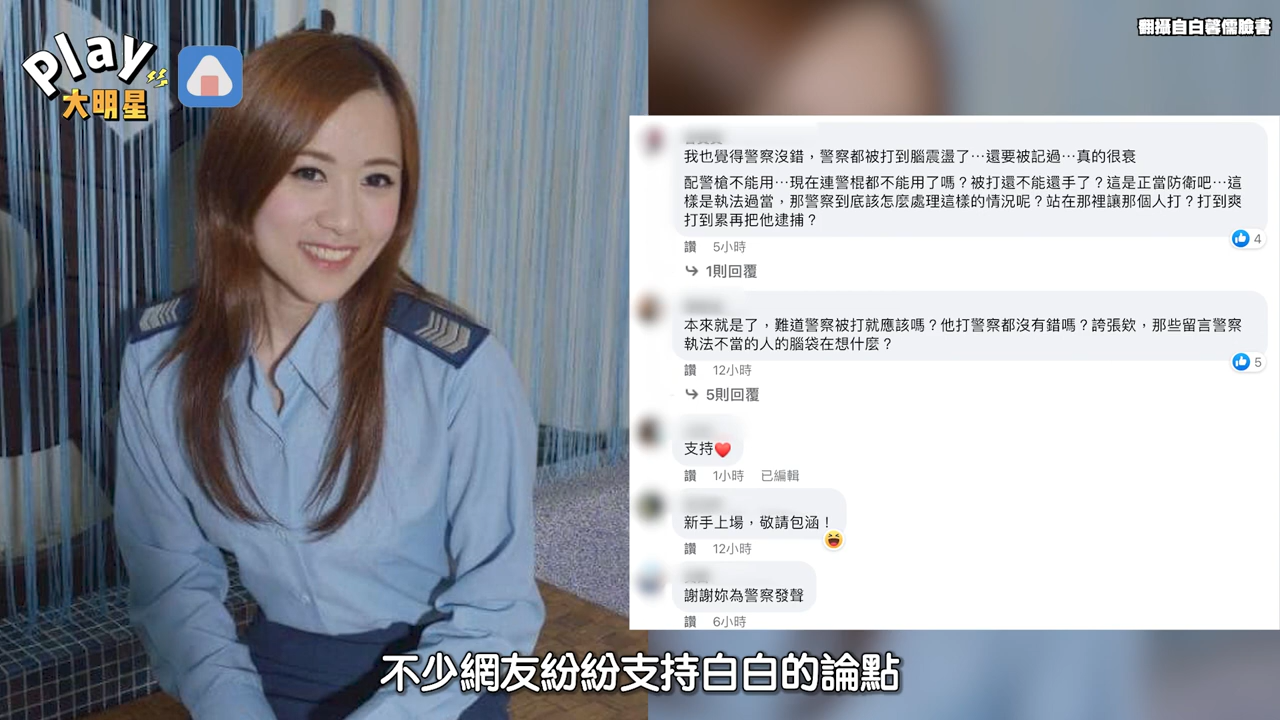 Play
大明星
翻攝自白蓍儒臉書
我也覺得警察沒錯，警察都被打到腦震盪了⋯還要被記過⋯真的很衰
配警槍不能用⋯現在連警棍都不能用了嗎？被打還不能還手了？這是正當防衛吧⋯這
樣是執法過當，那警察到底該怎麼處理這樣的情況呢？站在那裡讓那個人打？打到爽
打到累再把他逮捕？
讚 5小時
4
1則回覆
本來就是了，難道警察被打就應該嗎？他打警察都沒有錯嗎？誇張欸，那些留言警察
執法不當的人的腦袋在想什麼？
讚 12小時
5
5則回覆
支持❤️
讚 1小時 已編輯
新手上場，敬請包涵！
讚 12小時
謝謝妳為警察發聲
讚 6小時
不少網友紛紛支持白白的論點